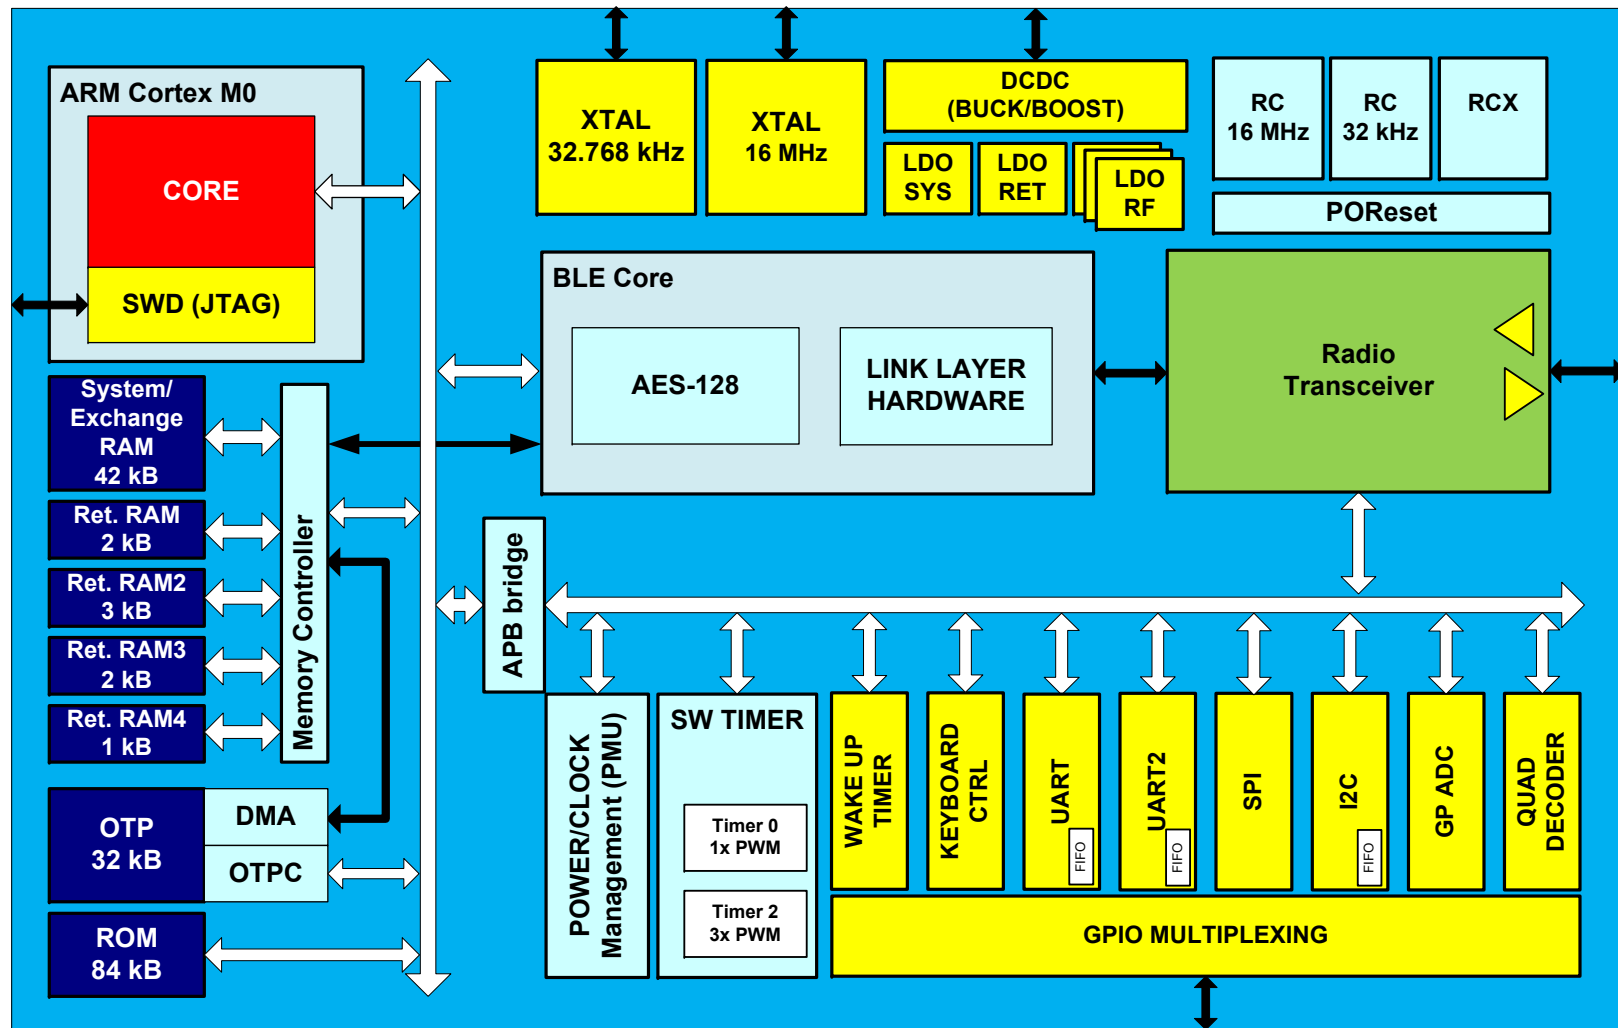 ARM Cortex M0
CORE
SWD (JTAG)
XTAL
32.768 kHz
XTAL
16 MHz
DCDC
(BUCK/BOOST)
LDO
SYS
LDO
RET
LDO
RF
RC
16 MHz
RC
32 kHz
RCX
POReset
BLE Core
AES-128
LINK LAYER
HARDWARE
Radio
Transceiver
System/
Exchange
RAM
42 kB
Ret. RAM
2 kB
Ret. RAM2
3 kB
Ret. RAM3
2 kB
Ret. RAM4
1 kB
Memory Controller
OTP
32 kB
DMA
OTPC
ROM
84 kB
APB bridge
POWER/CLOCK
Management (PMU)
SW TIMER
Timer 0
1x PWM
Timer 2
3x PWM
WAKE UP
TIMER
KEYBOARD
CTRL
UART
FIFO
UART2
FIFO
SPI
I2C
FIFO
GP ADC
QUAD
DECODER
GPIO MULTIPLEXING